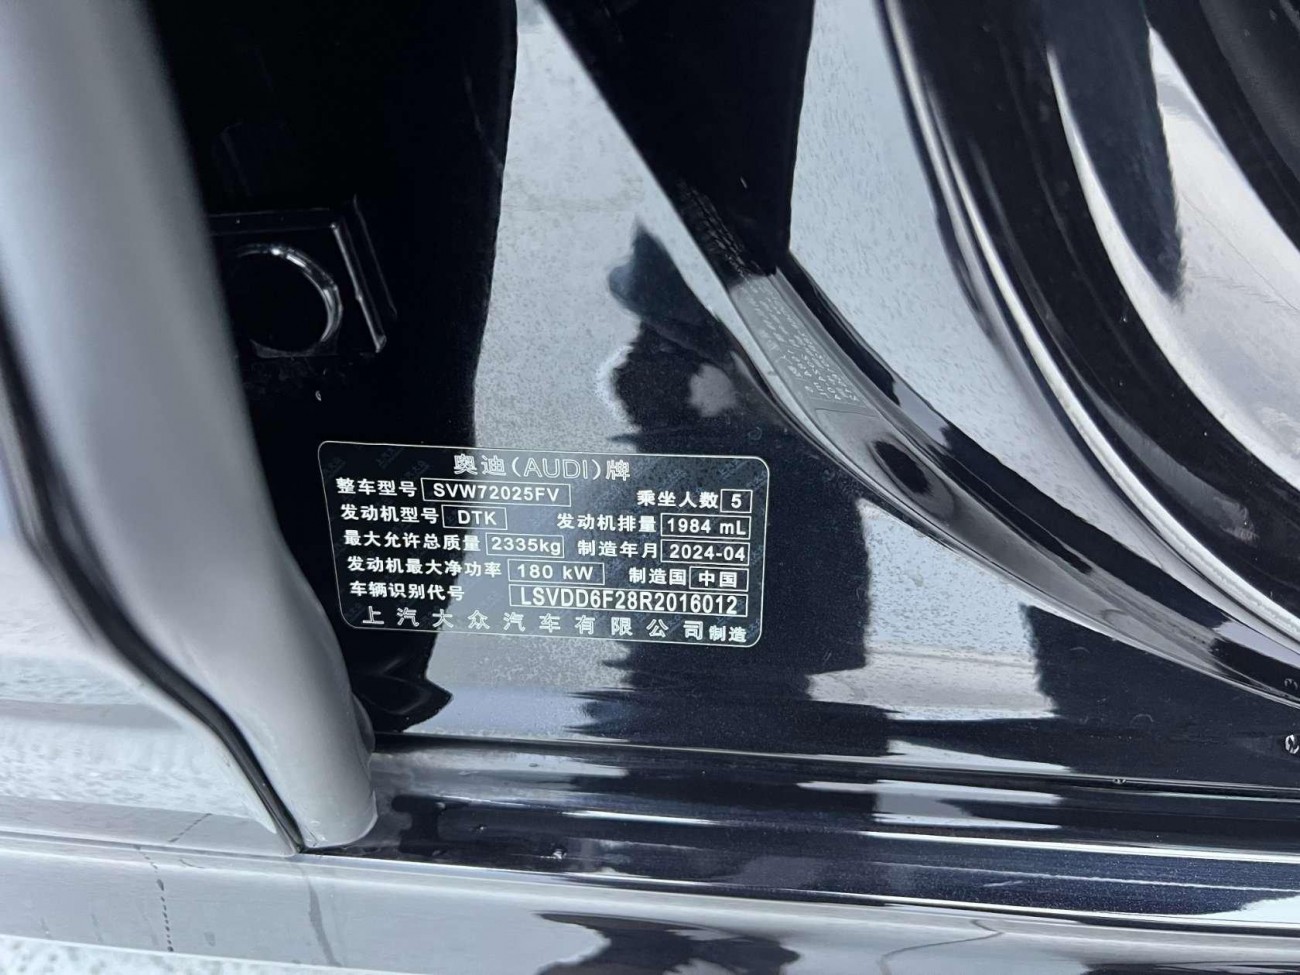 奥迪(AUDI)牌
整车型号 SVW72025FV 乘坐人数 5
发动机型号 DTK 发动机排量 1984 mL
最大允许总质量 2335kg 制造年月 2024-04
发动机最大净功率 180 kW 制造国 中国
车辆识别代号 LSVDD6F28R2016012
上汽大众汽车有限公司制造